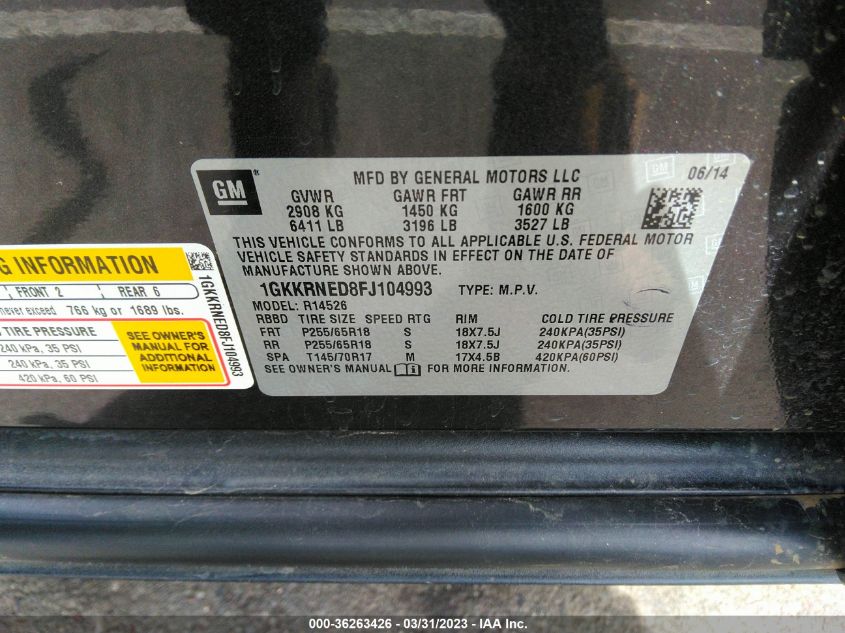 GM
MFD BY GENERAL MOTORS LLC 06/14
GVWR GAWR FRT GAWR RR
2908 KG 1450 KG 1600 KG
6411 LB 3196 LB 3527 LB
THIS VEHICLE CONFORMS TO ALL APPLICABLE U.S. FEDERAL MOTOR
VEHICLE SAFETY STANDARDS IN EFFECT ON THE DATE OF
MANUFACTURE SHOWN ABOVE.
1GKKRNED8FJ104993 TYPE: M.P.V.
MODEL: R14526
RBBD TIRE SIZE SPEED RTG RIM COLD TIRE PRESSURE
FRT P255/65R18 S 18X7.5J 240KPA(35PSI)
RR P255/65R18 S 18X7.5J 240KPA(35PSI)
SPA T145/70R17 M 17X4.5B 420KPA(60PSI)
SEE OWNER'S MANUAL FOR MORE INFORMATION.
G INFORMATION
FRONT 2 REAR 6
never exceed 766 kg or 1689 lbs.
TIRE PRESSURE
240 kPa, 35 PSI
240 kPa, 35 PSI
420 kPa, 60 PSI
SEE OWNER'S
MANUAL FOR
ADDITIONAL
INFORMATION
1GKKRNED8FJ104993
000-36263426 - 03/31/2023 - IAAI.COM